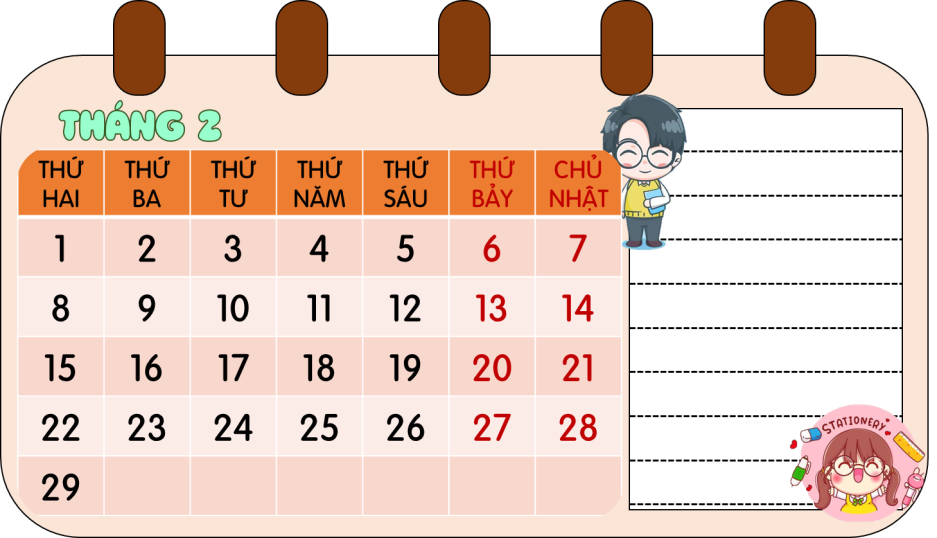 THÁNG 2
THỨ HAI THỨ BA THỨ TƯ THỨ NĂM THỨ SÁU THỨ BẢY CHỦ NHẬT
1 2 3 4 5 6 7
8 9 10 11 12 13 14
15 16 17 18 19 20 21
22 23 24 25 26 27 28
29
STATIONERY